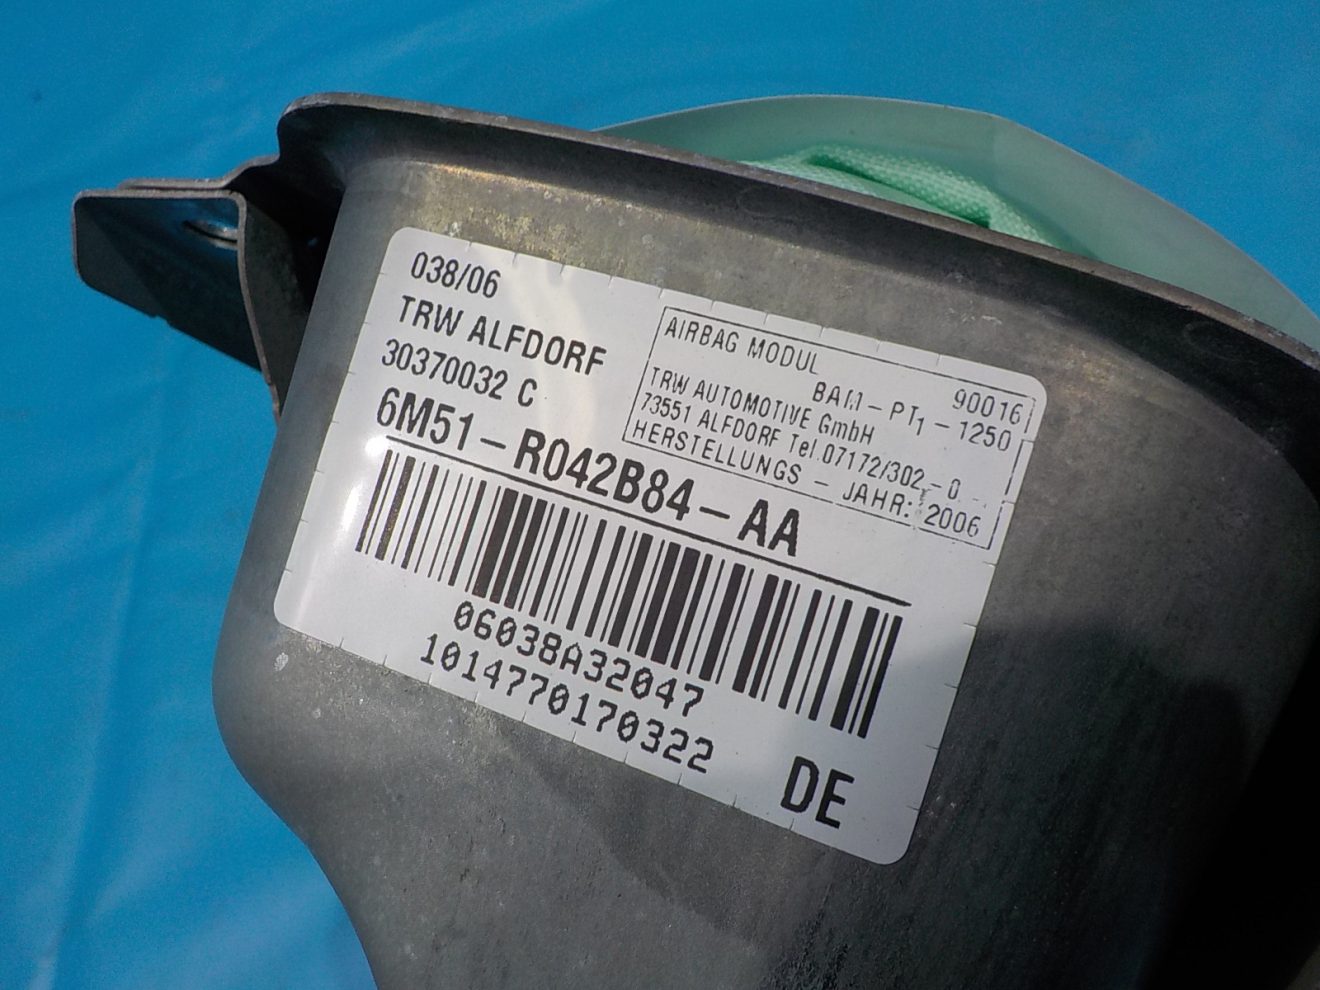 038/06
TRW ALFDORF
30370032 C
6M51-R042B84-AA
AIRBAG MODUL 90016
BAM-PT1-1250
TRW AUTOMOTIVE GmbH
73551 ALFDORF Tel.07172/302-0
HERSTELLUNGS-JAHR: 2006
06038A32047
1014770170322
DE